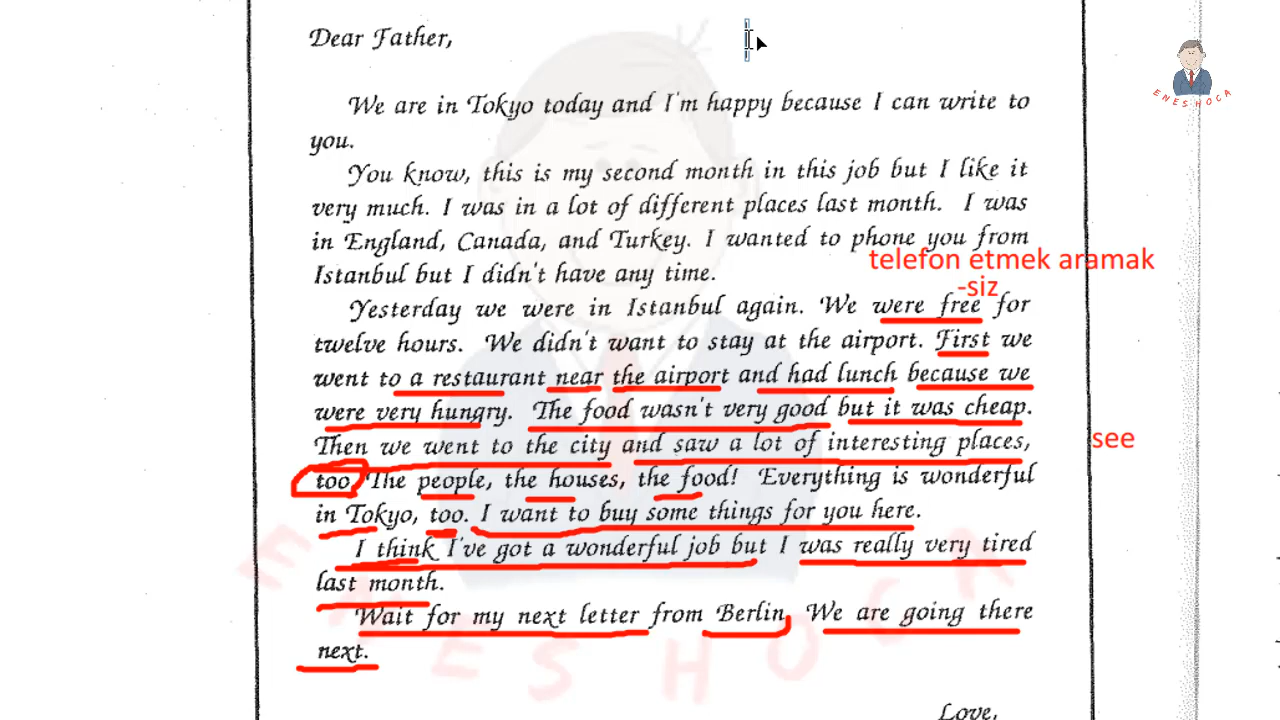 Dear Father,
We are in Tokyo today and I'm happy because I can write to
you.
You know, this is my second month in this job but I like it
very much. I was in a lot of different places last month. I was
in England, Canada, and Turkey. I wanted to phone you from
telefon etmek aramak
Istanbul but I didn't have any time.
-siz
Yesterday we were in Istanbul again. We were free for
twelve hours. We didn't want to stay at the airport. First we
went to a restaurant near the airport and had lunch because we
were very hungry. The food wasn't very good but it was cheap.
Then we went to the city and saw a lot of interesting places,
see
too. The people, the houses, the food! Everything is wonderful
in Tokyo, too. I want to buy some things for you here.
I think I've got a wonderful job but I was really very tired
last month.
Wait for my next letter from Berlin. We are going there
next.
Love,
ENES HOCA
ENES HOCA